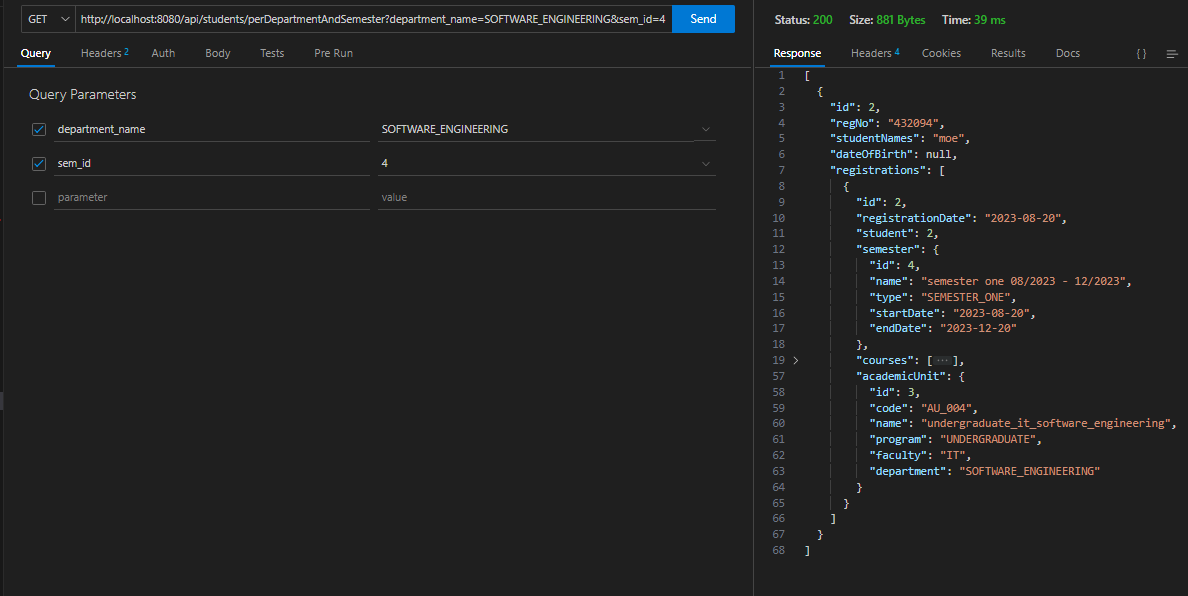 GET http://localhost:8080/api/students/perDepartmentAndSemester?department_name=SOFTWARE_ENGINEERING&sem_id=4 Send
Query Headers 2 Auth Body Tests Pre Run
Query Parameters
department_name SOFTWARE_ENGINEERING
sem_id 4
parameter value
Status: 200 Size: 881 Bytes Time: 39 ms
Response Headers 4 Cookies Results Docs { }
1 [
2 {
3 "id": 2,
4 "regNo": "432094",
5 "studentNames": "moe",
6 "dateOfBirth": null,
7 "registrations": [
8 {
9 "id": 2,
10 "registrationDate": "2023-08-20",
11 "student": 2,
12 "semester": {
13 "id": 4,
14 "name": "semester one 08/2023 - 12/2023",
15 "type": "SEMESTER_ONE",
16 "startDate": "2023-08-20",
17 "endDate": "2023-12-20"
18 },
19 "courses": [ ··· ],
57 "academicUnit": {
58 "id": 3,
59 "code": "AU_004",
60 "name": "undergraduate_it_software_engineering",
61 "program": "UNDERGRADUATE",
62 "faculty": "IT",
63 "department": "SOFTWARE_ENGINEERING"
64 }
65 }
66 ]
67 }
68 ]